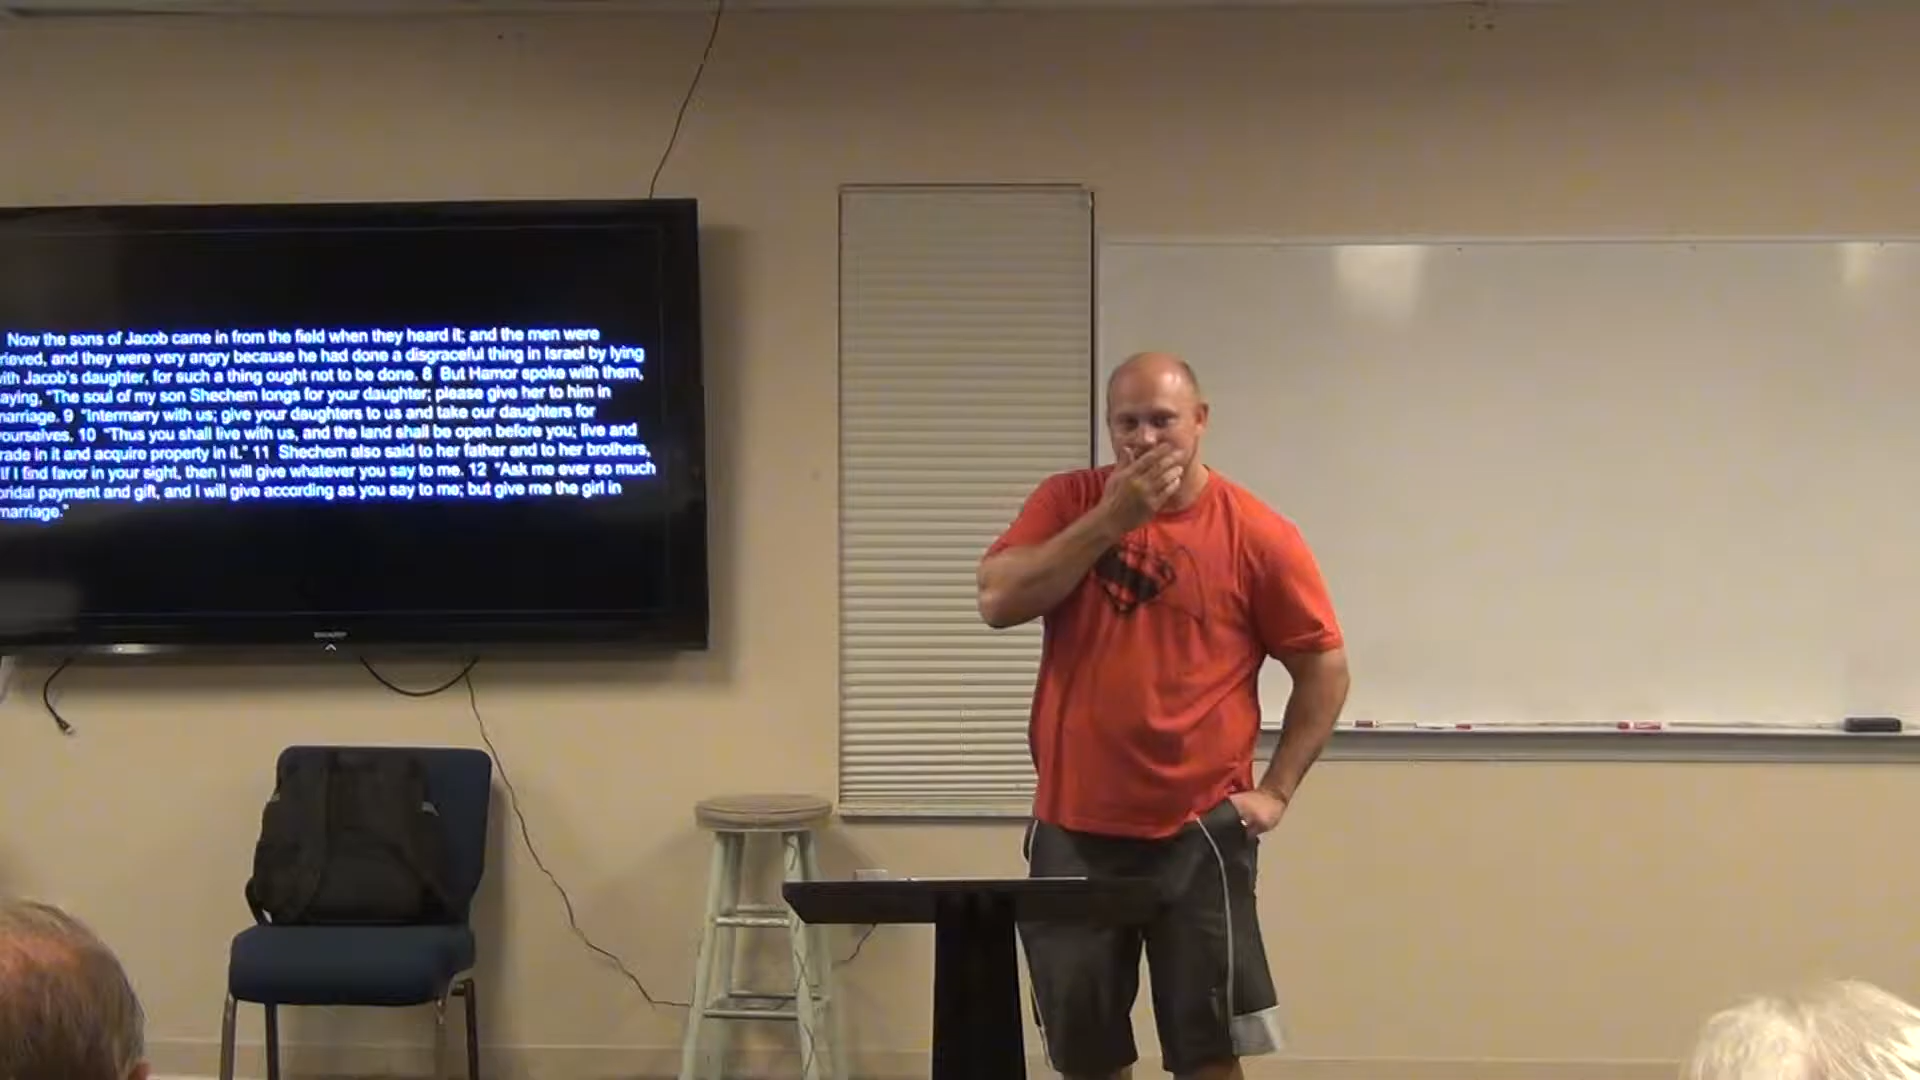 Now the sons of Jacob came in from the field when they heard it; and the men were
rieved, and they were very angry because he had done a disgraceful thing in Israel by lying
ith Jacob's daughter, for such a thing ought not to be done. 8 But Hamor spoke with them,
aying, "The soul of my son Shechem longs for your daughter; please give her to him in
narriage. 9 "Intermarry with us; give your daughters to us and take our daughters for
ourselves. 10 "Thus you shall live with us, and the land shall be open before you; live and
rade in it and acquire property in it." 11 Shechem also said to her father and to her brothers,
If I find favor in your sight, then I will give whatever you say to me. 12 "Ask me ever so much
oridal payment and gift, and I will give according as you say to me; but give me the girl in
marriage."
SHARP